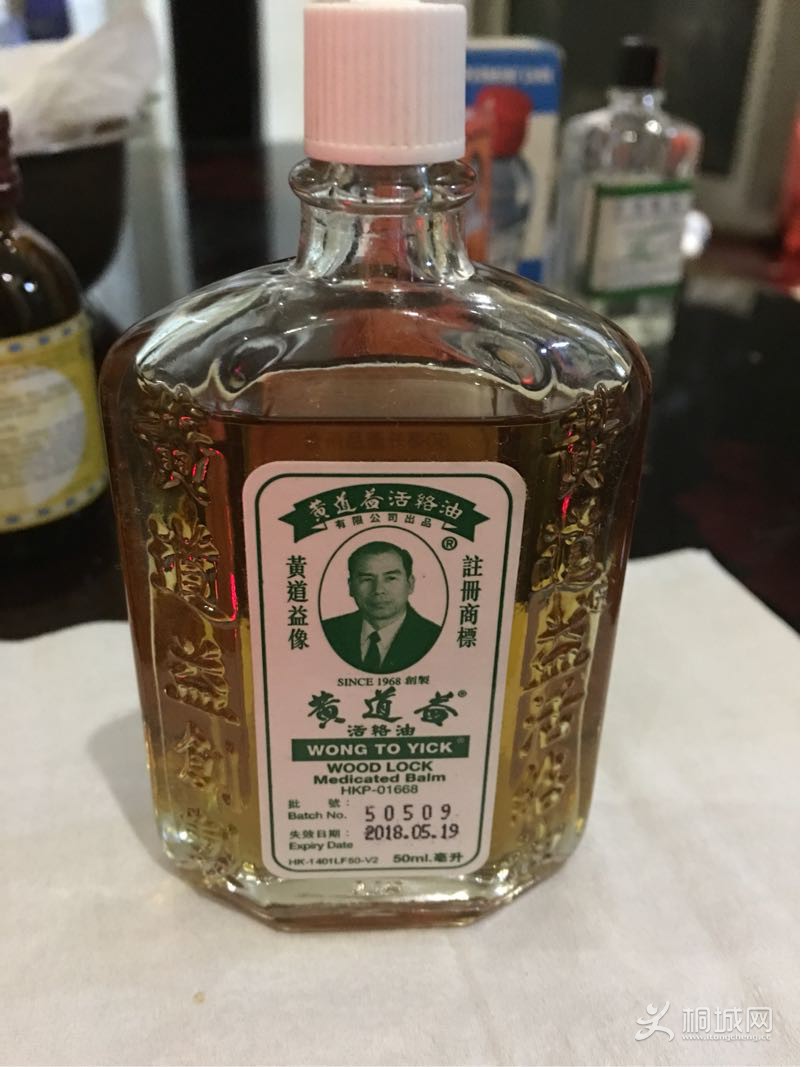 黃道益活絡油
有限公司出品
®
黃道益像
註冊商標
SINCE 1968 創製
黃道益®
活絡油
WONG TO YICK®
WOOD LOCK
Medicated Balm
HKP-01668
批 號：
Batch No. 50509
失效日期：
Expiry Date 2018.05.19
HK-1401LF50-V2 50ml.毫升
黃道益創製
黃道益活絡油
桐城网